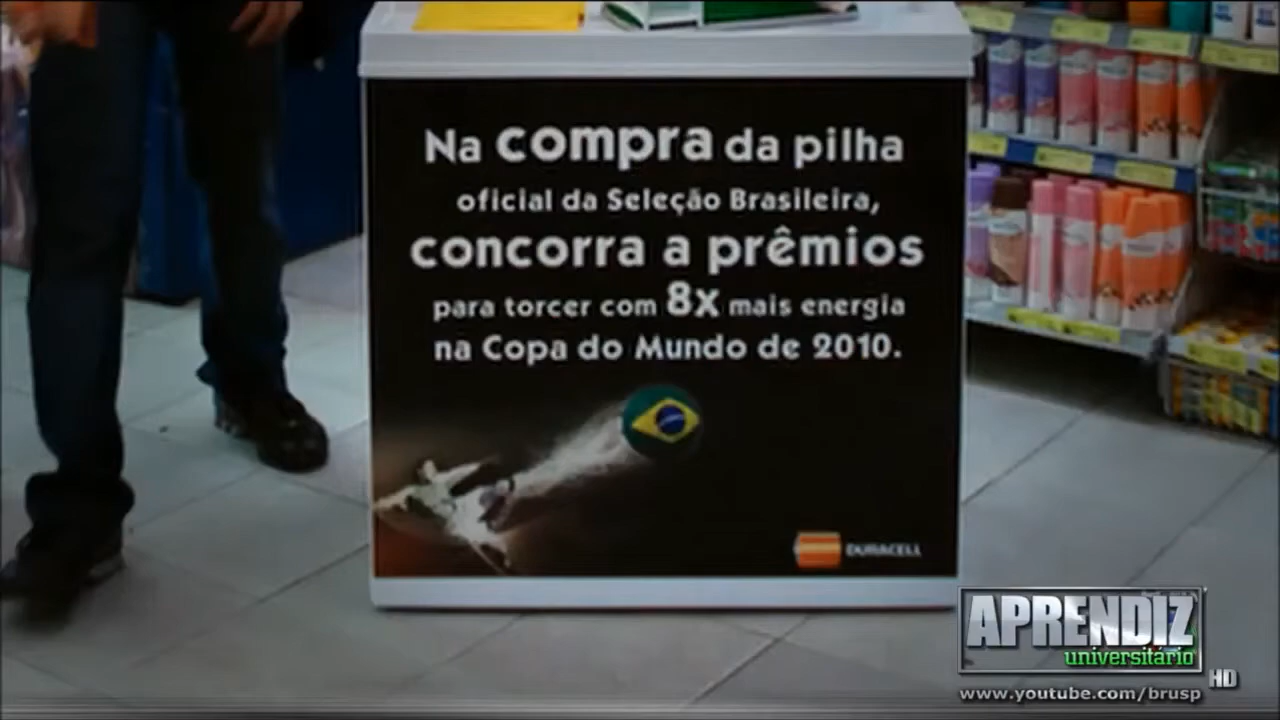 Na compra da pilha
oficial da Seleção Brasileira,
concorra a prêmios
para torcer com 8x mais energia
na Copa do Mundo de 2010.
DURACELL
APRENDIZ
universitário
HD
www.youtube.com/brusp